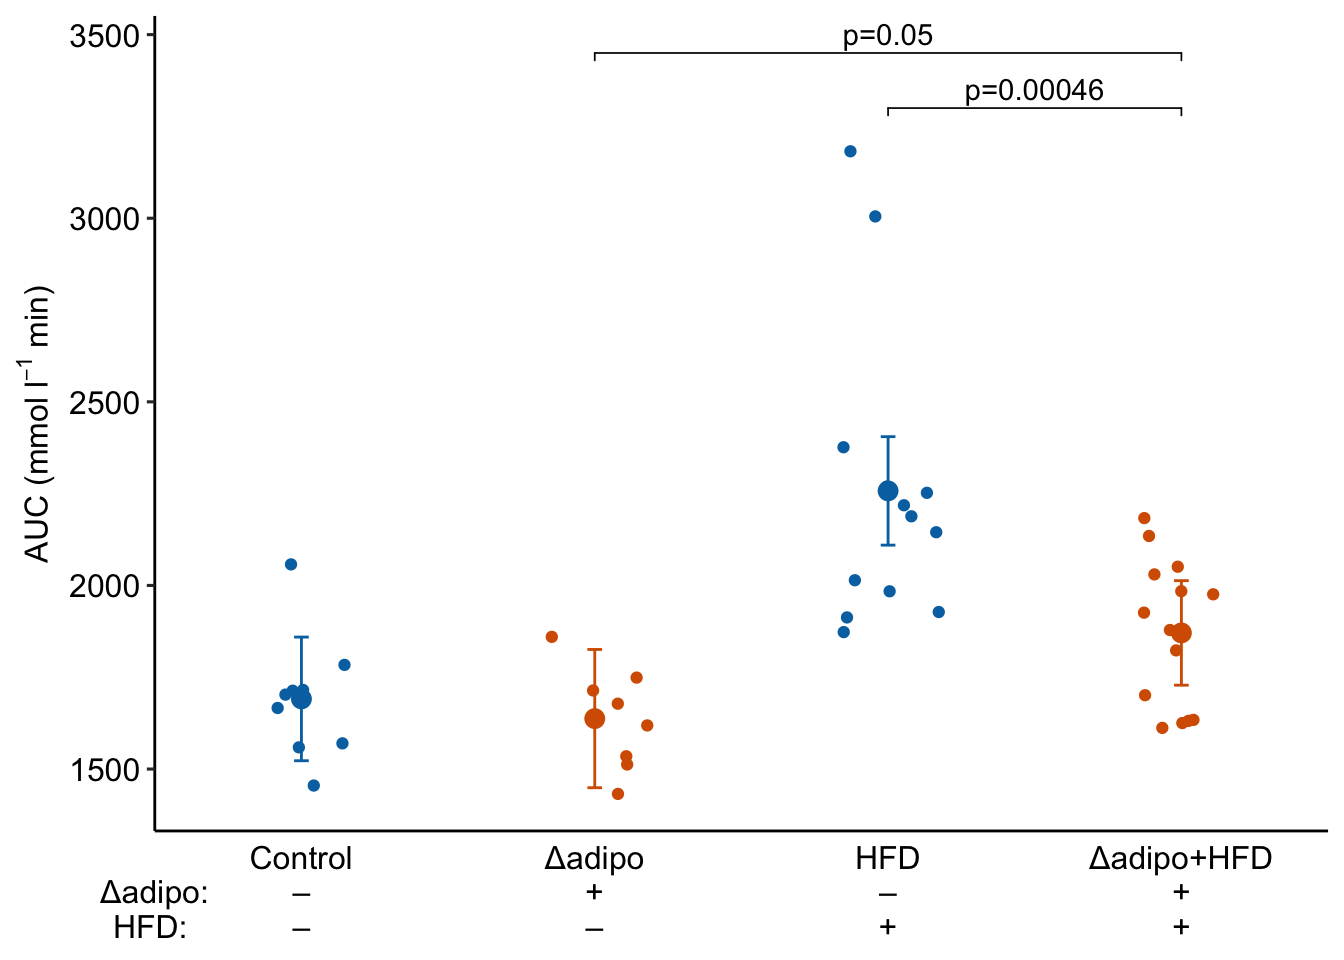 3500
p=0.05
p=0.00046
3000
2500
2000
1500
AUC (mmol l⁻¹ min)
Control Δadipo HFD Δadipo+HFD
Δadipo: – + – +
HFD: – – + +